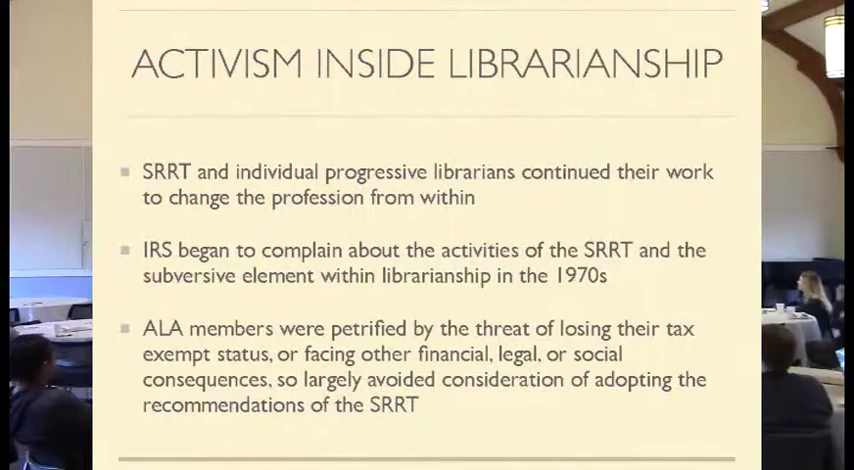 ACTIVISM INSIDE LIBRARIANSHIP
SRRT and individual progressive librarians continued their work
to change the profession from within
IRS began to complain about the activities of the SRRT and the
subversive element within librarianship in the 1970s
ALA members were petrified by the threat of losing their tax
exempt status, or facing other financial, legal, or social
consequences, so largely avoided consideration of adopting the
recommendations of the SRRT